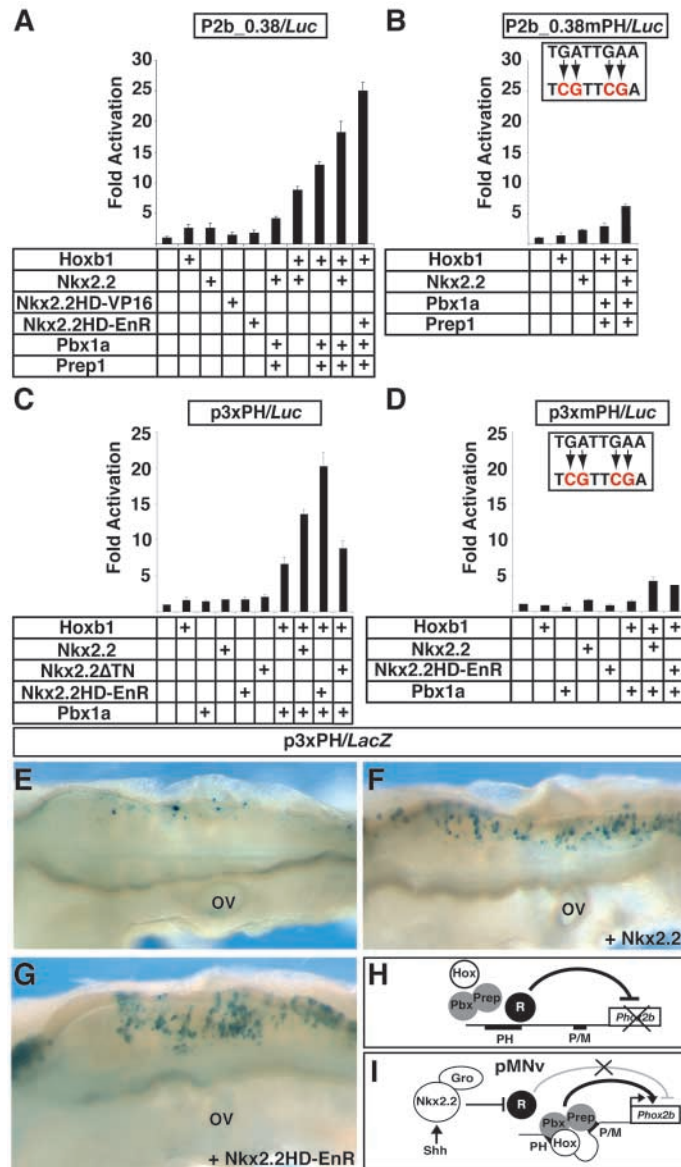 A
P2b_0.38/Luc
Fold Activation
30
25
20
15
10
5
Hoxb1 + + + + +
Nkx2.2 + + + +
Nkx2.2HD-VP16 +
Nkx2.2HD-EnR + +
Pbx1a + + + +
Prep1 + + + +
B
P2b_0.38mPH/Luc
TGATTGAA
TCGTTCGA
Fold Activation
30
25
20
15
10
5
Hoxb1 + + +
Nkx2.2 + +
Pbx1a + +
Prep1 + +
C
p3xPH/Luc
Fold Activation
25
20
15
10
5
Hoxb1 + + + + +
Nkx2.2 + +
Nkx2.2ΔTN + +
Nkx2.2HD-EnR + +
Pbx1a + + + + +
D
p3xmPH/Luc
TGATTGAA
TCGTTCGA
Fold Activation
25
20
15
10
5
Hoxb1 + + + +
Nkx2.2 + +
Nkx2.2HD-EnR + +
Pbx1a + + + +
p3xPH/LacZ
E
OV
F
OV
+ Nkx2.2
G
OV
+ Nkx2.2HD-EnR
H
Hox
Pbx
Prep
R
Phox2b
PH
P/M
I
pMNv
Gro
Nkx2.2
R
Shh
Pbx
Prep
Hox
PH
P/M
Phox2b